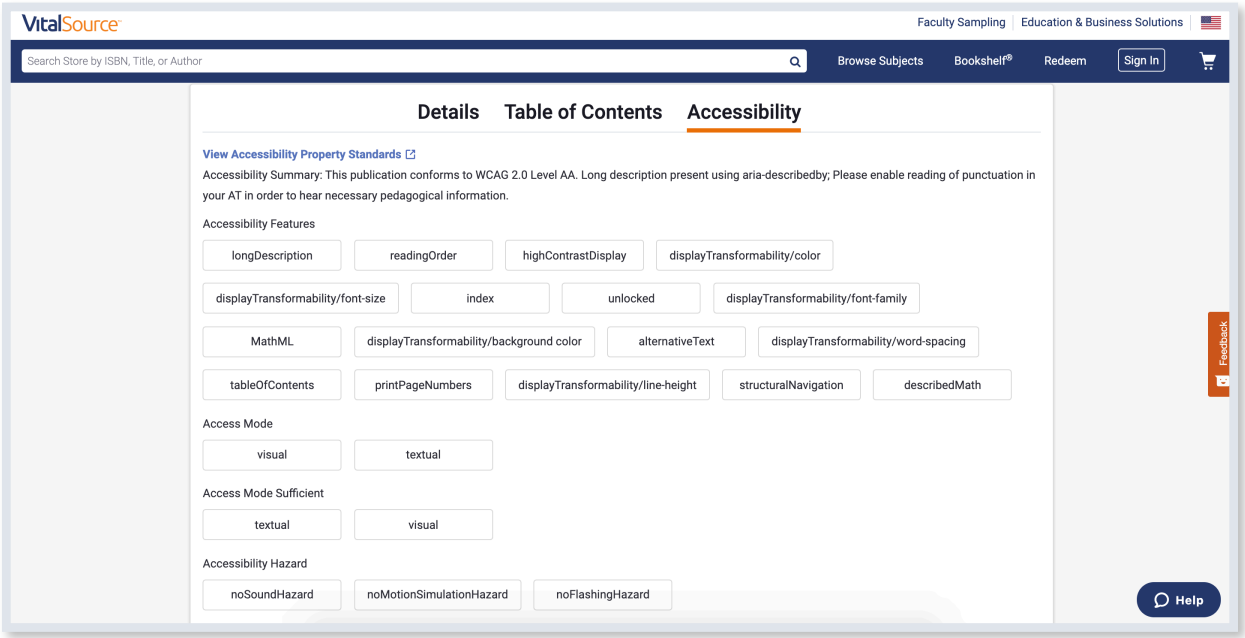 VitalSource
Faculty Sampling Education & Business Solutions
Search Store by ISBN, Title, or Author Browse Subjects Bookshelf® Redeem Sign In
Details Table of Contents Accessibility
View Accessibility Property Standards
Accessibility Summary: This publication conforms to WCAG 2.0 Level AA. Long description present using aria-describedby; Please enable reading of punctuation in
your AT in order to hear necessary pedagogical information.
Accessibility Features
longDescription readingOrder highContrastDisplay displayTransformability/color
displayTransformability/font-size index unlocked displayTransformability/font-family
MathML displayTransformability/background color alternativeText displayTransformability/word-spacing
tableOfContents printPageNumbers displayTransformability/line-height structuralNavigation describedMath
Access Mode
visual textual
Access Mode Sufficient
textual visual
Accessibility Hazard
noSoundHazard noMotionSimulationHazard noFlashingHazard
Feedback
Help